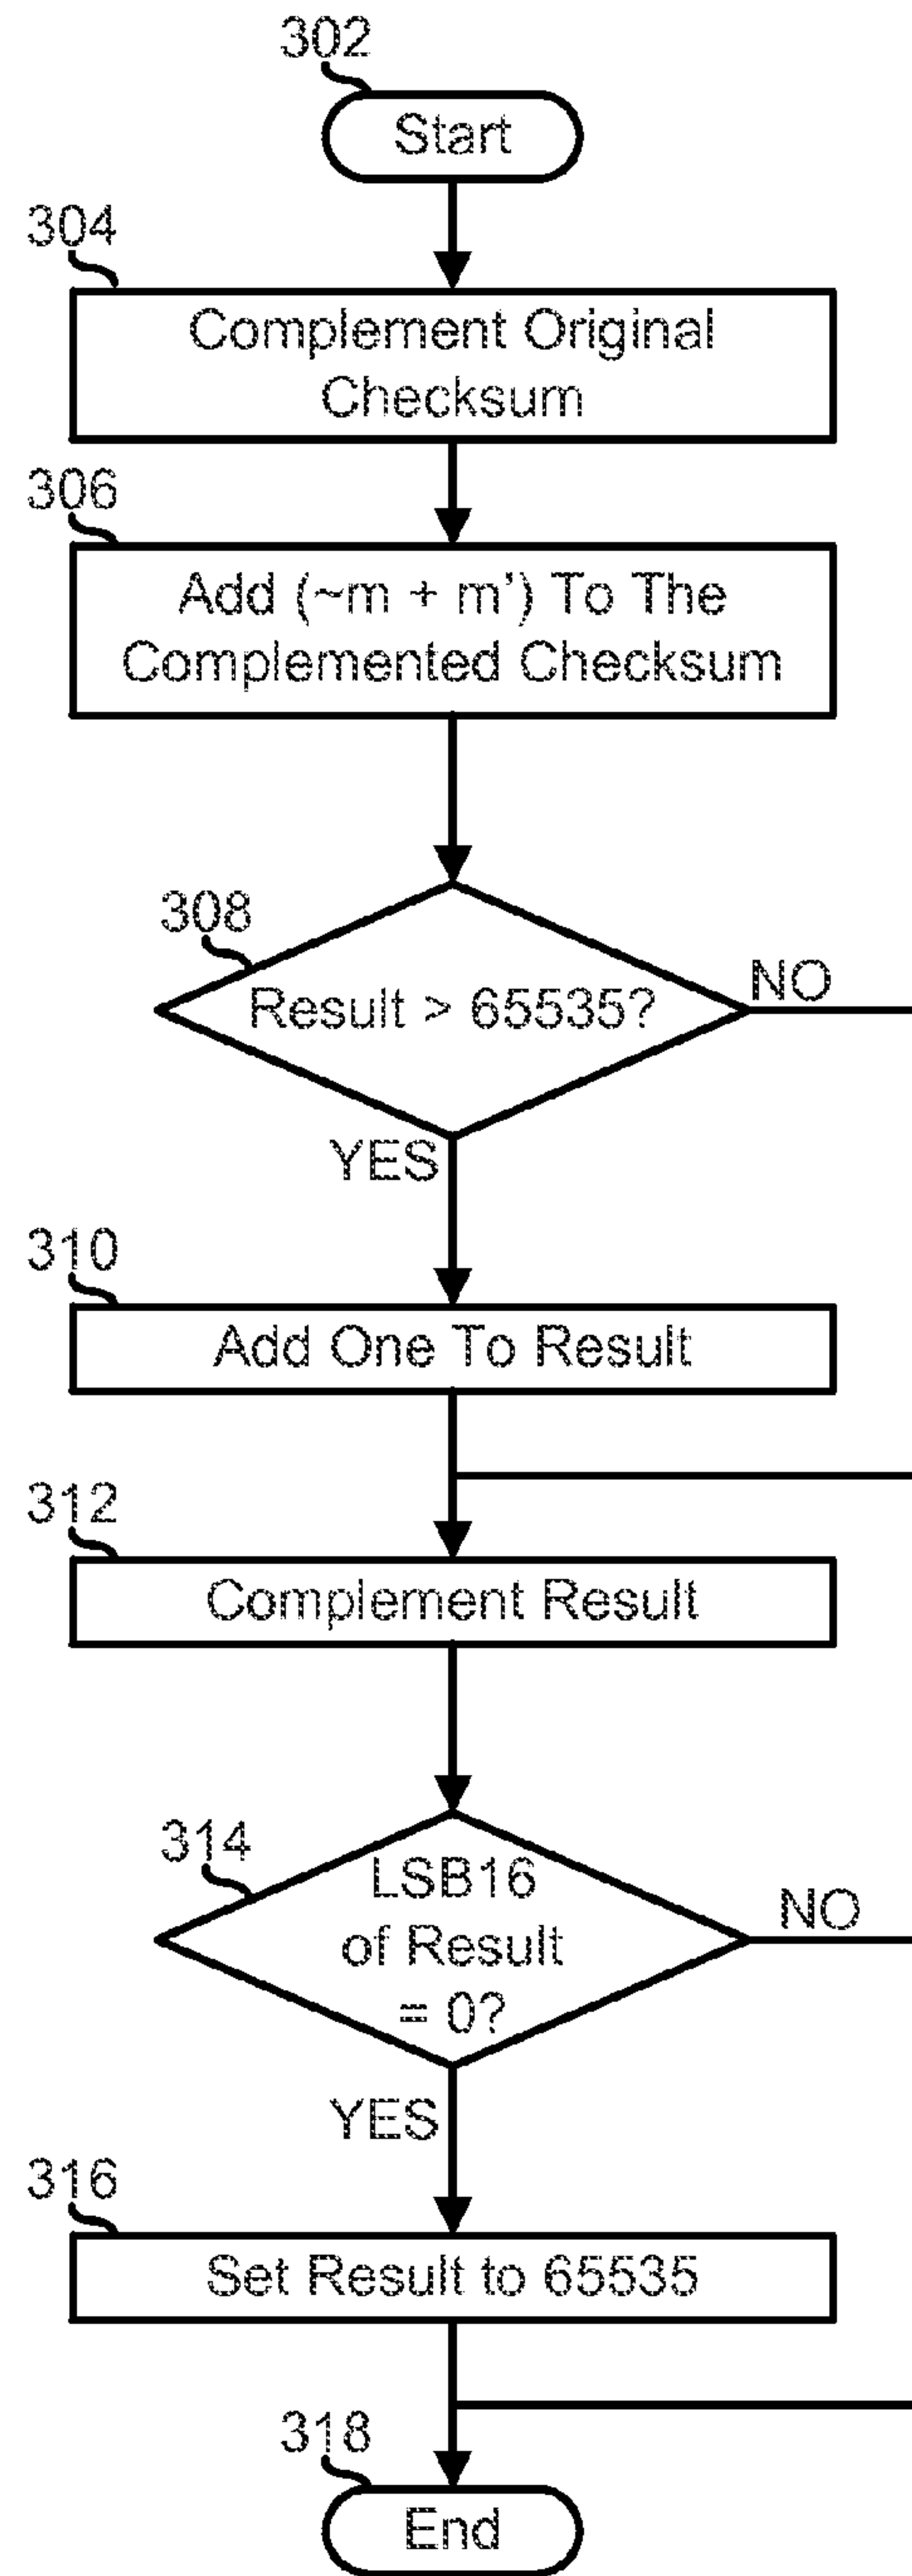 302
Start
304
Complement Original
Checksum
306
Add (~m + m') To The
Complemented Checksum
308
Result > 65535?
NO
YES
310
Add One To Result
312
Complement Result
314
LSB16
of Result
= 0?
NO
YES
316
Set Result to 65535
318
End